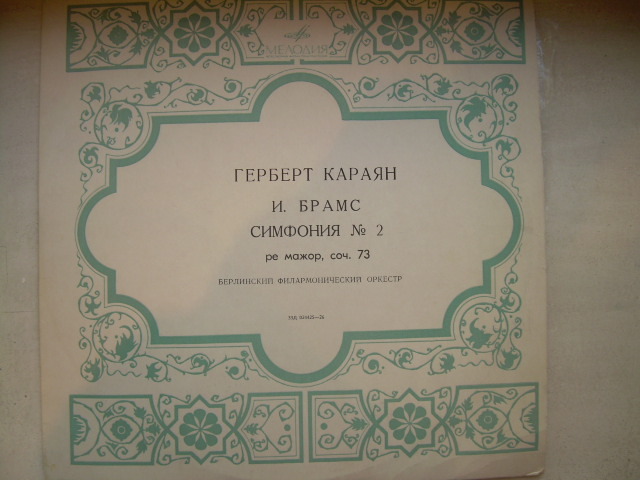 МЕЛОДИЯ
ГЕРБЕРТ КАРАЯН
И. БРАМС
СИМФОНИЯ № 2
ре мажор, соч. 73
БЕРЛИНСКИЙ ФИЛАРМОНИЧЕСКИЙ ОРКЕСТР